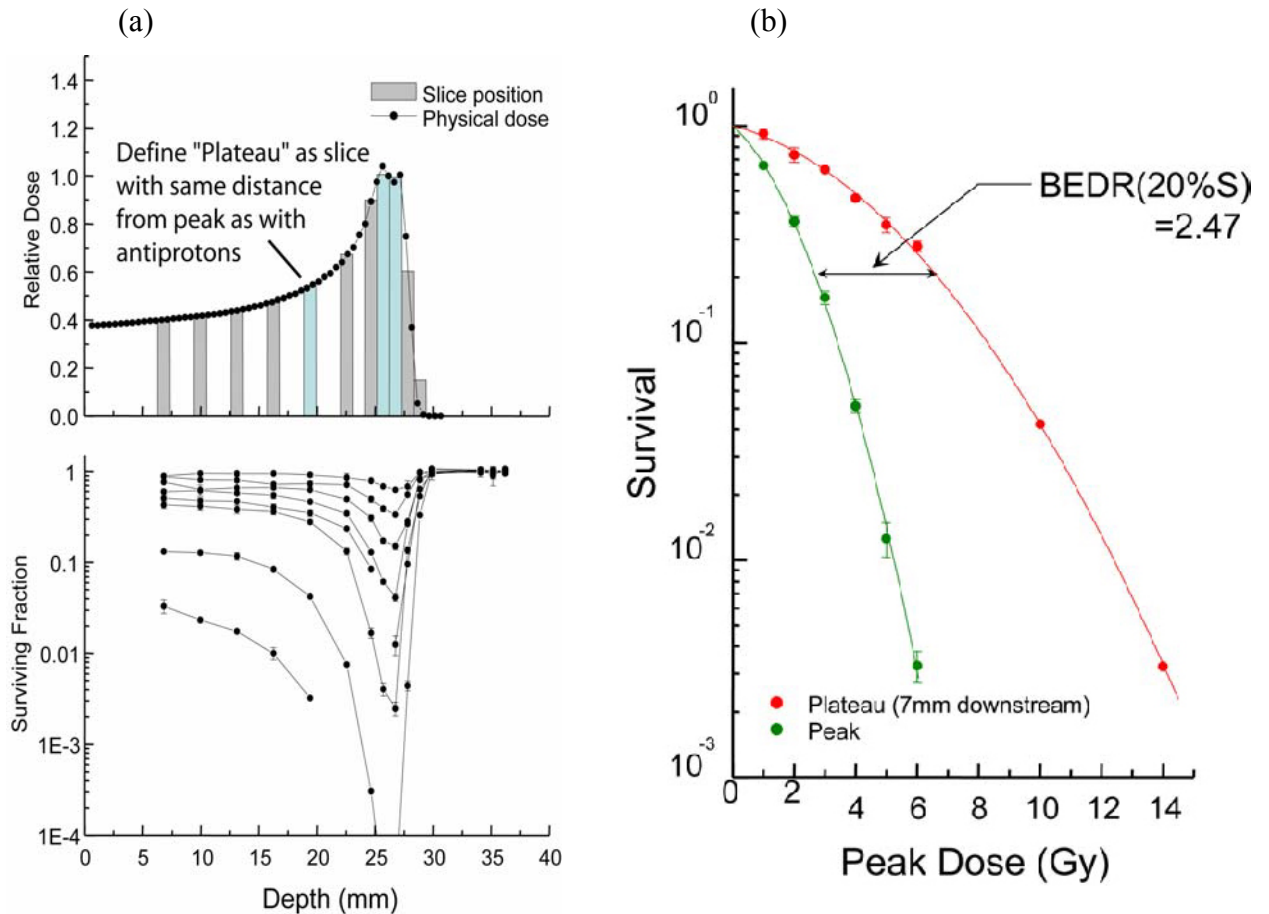 (a)
1.4
1.2
1.0
0.8
0.6
0.4
0.2
0.0
Relative Dose
Slice position
Physical dose
Define "Plateau" as slice
with same distance
from peak as with
antiprotons
1
0.1
0.01
1E-3
1E-4
Surviving Fraction
0 5 10 15 20 25 30 35 40
Depth (mm)
(b)
10⁰
10⁻¹
10⁻²
10⁻³
Survival
BEDR(20%S)
=2.47
Plateau (7mm downstream)
Peak
0 2 4 6 8 10 12 14
Peak Dose (Gy)